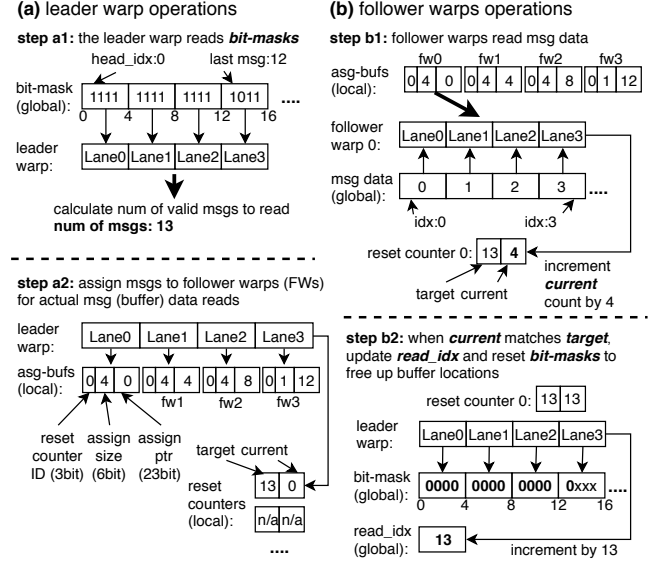 (a) leader warp operations
step a1: the leader warp reads bit-masks
head_idx:0 last msg:12
bit-mask (global): 1111 1111 1111 1011 ....
0 4 8 12 16
leader warp: Lane0 Lane1 Lane2 Lane3
calculate num of valid msgs to read
num of msgs: 13
step a2: assign msgs to follower warps (FWs)
for actual msg (buffer) data reads
leader warp: Lane0 Lane1 Lane2 Lane3
asg-bufs (local): 0 4 0 0 4 4 0 4 8 0 1 12
fw1 fw2 fw3
reset counter ID (3bit)
assign size (6bit)
assign ptr (23bit)
target current
reset counters (local): 13 0
n/a n/a
....
(b) follower warps operations
step b1: follower warps read msg data
fw0 fw1 fw2 fw3
asg-bufs (local): 0 4 0 0 4 4 0 4 8 0 1 12
follower warp 0: Lane0 Lane1 Lane2 Lane3
msg data (global): 0 1 2 3 ....
idx:0 idx:3
reset counter 0: 13 4
target current
increment
current
count by 4
step b2: when current matches target,
update read_idx and reset bit-masks to
free up buffer locations
reset counter 0: 13 13
leader warp: Lane0 Lane1 Lane2 Lane3
bit-mask (global): 0000 0000 0000 0xxx ....
0 4 8 12 16
read_idx (global): 13
increment by 13